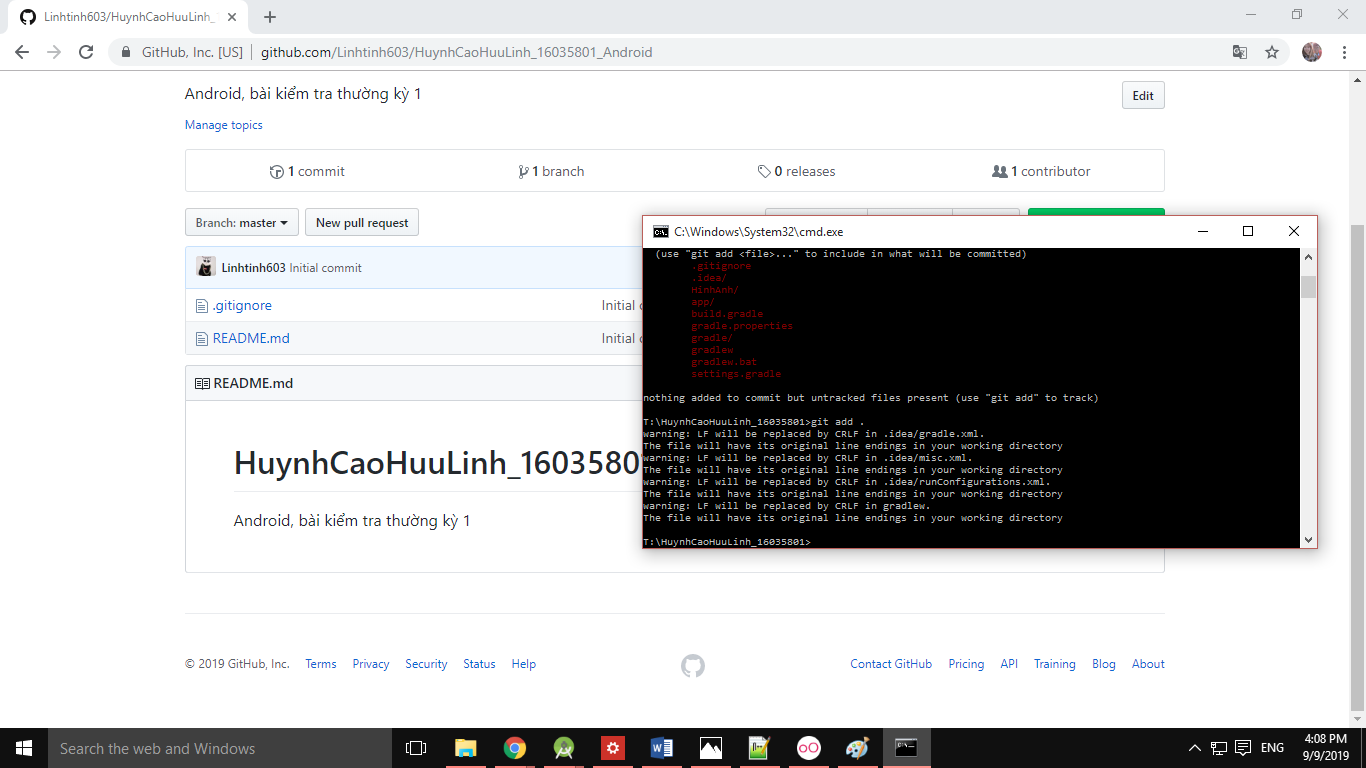 Linhtinh603/HuynhCaoHuuLinh_
GitHub, Inc. [US]
github.com/Linhtinh603/HuynhCaoHuuLinh_16035801_Android
Android, bài kiểm tra thường kỳ 1
Edit
Manage topics
1 commit
1 branch
0 releases
1 contributor
Branch: master
New pull request
Linhtinh603 Initial commit
.gitignore
Initial
README.md
Initial
README.md
HuynhCaoHuuLinh_1603580
Android, bài kiểm tra thường kỳ 1
C:\Windows\System32\cmd.exe
(use "git add <file>..." to include in what will be committed)
.gitignore
.idea/
HinhAnh/
app/
build.gradle
gradle.properties
gradle/
gradlew
gradlew.bat
settings.gradle
nothing added to commit but untracked files present (use "git add" to track)
T:\HuynhCaoHuuLinh_16035801>git add .
warning: LF will be replaced by CRLF in .idea/gradle.xml.
The file will have its original line endings in your working directory
warning: LF will be replaced by CRLF in .idea/misc.xml.
The file will have its original line endings in your working directory
warning: LF will be replaced by CRLF in .idea/runConfigurations.xml.
The file will have its original line endings in your working directory
warning: LF will be replaced by CRLF in gradlew.
The file will have its original line endings in your working directory
T:\HuynhCaoHuuLinh_16035801>
© 2019 GitHub, Inc.
Terms
Privacy
Security
Status
Help
Contact GitHub
Pricing
API
Training
Blog
About
Search the web and Windows
ENG
4:08 PM
9/9/2019